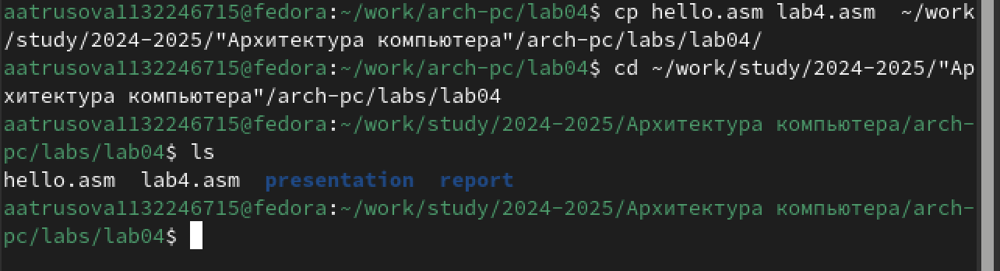 aatrusova1132246715@fedora:~/work/arch-pc/lab04$ cp hello.asm lab4.asm  ~/work
/study/2024-2025/"Архитектура компьютера"/arch-pc/labs/lab04/
aatrusova1132246715@fedora:~/work/arch-pc/lab04$ cd ~/work/study/2024-2025/"Ар
хитектура компьютера"/arch-pc/labs/lab04
aatrusova1132246715@fedora:~/work/study/2024-2025/Архитектура компьютера/arch-
pc/labs/lab04$ ls
hello.asm  lab4.asm  presentation  report
aatrusova1132246715@fedora:~/work/study/2024-2025/Архитектура компьютера/arch-
pc/labs/lab04$